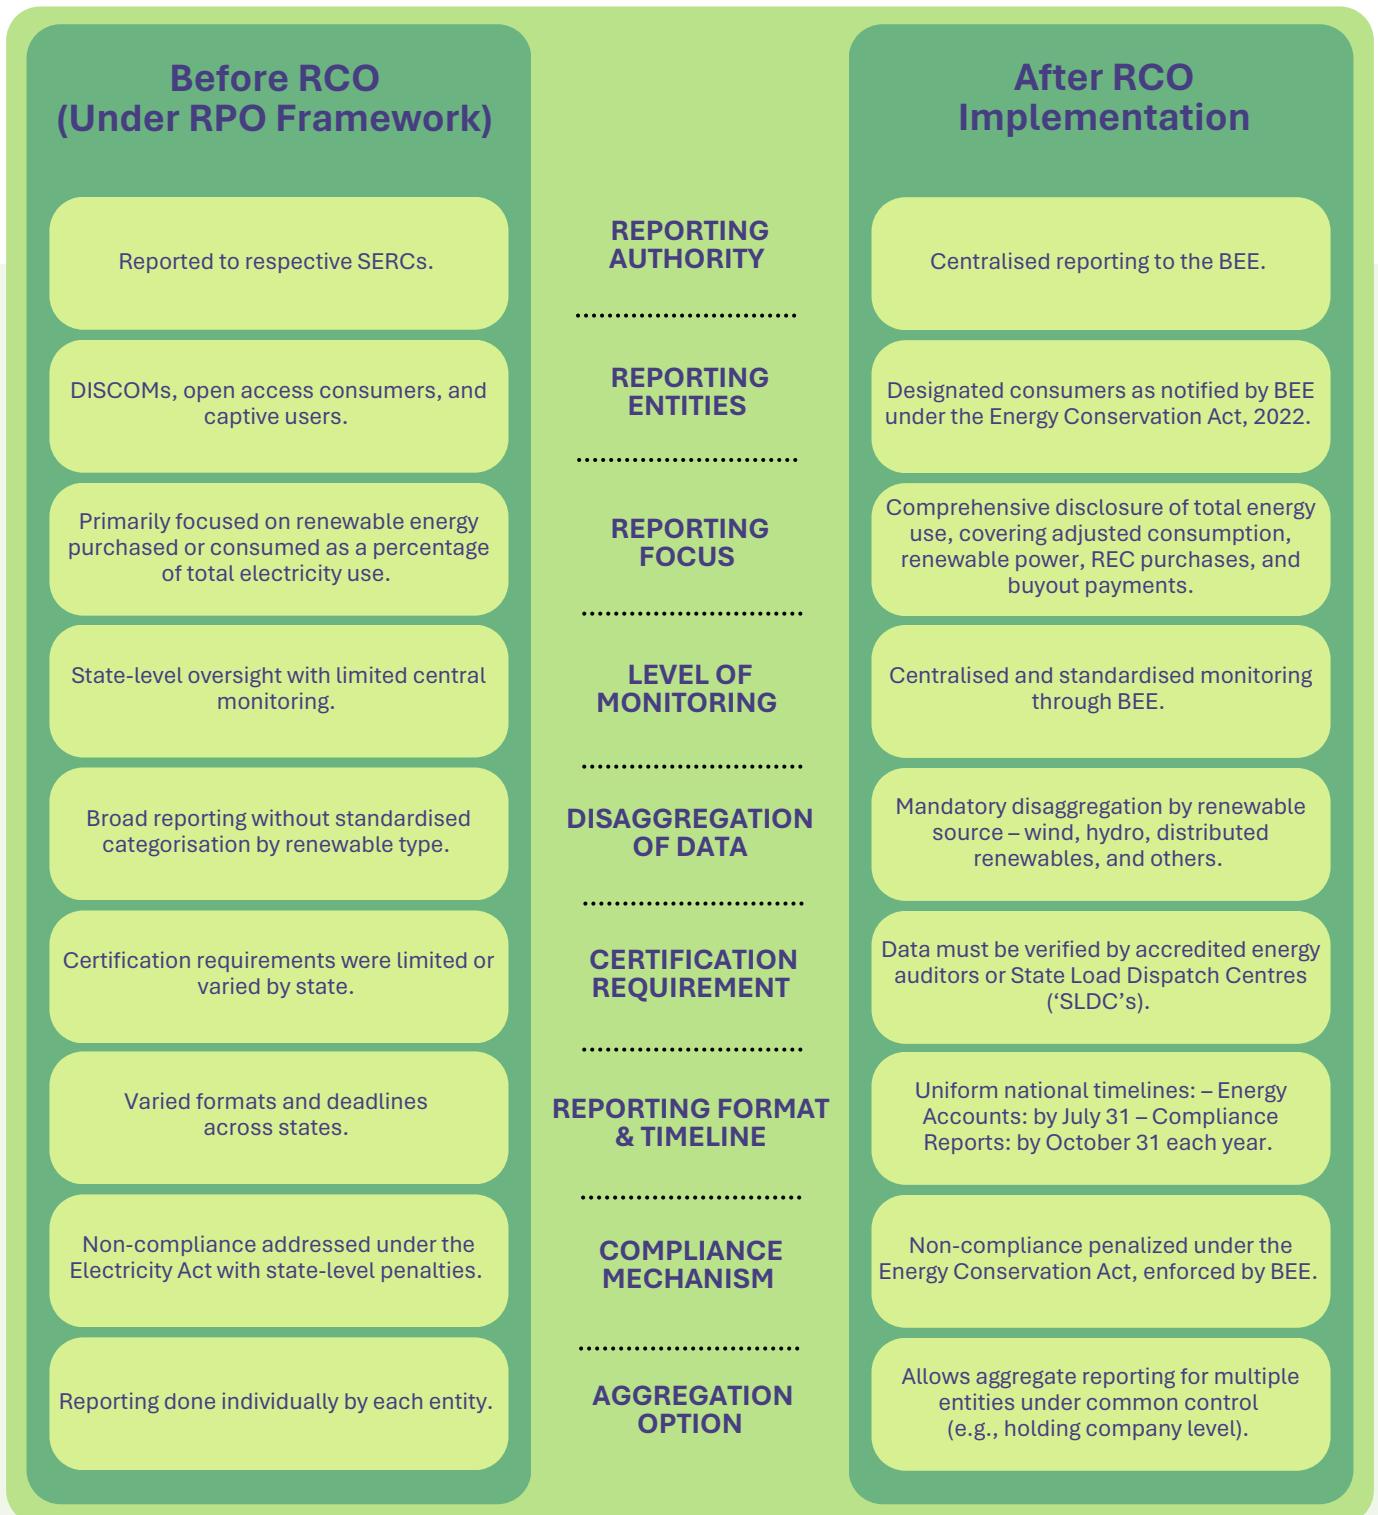 Before RCO
(Under RPO Framework)
After RCO
Implementation
Reported to respective SERCs.
REPORTING
AUTHORITY
Centralised reporting to the BEE.
DISCOMs, open access consumers, and
captive users.
REPORTING
ENTITIES
Designated consumers as notified by BEE
under the Energy Conservation Act, 2022.
Primarily focused on renewable energy
purchased or consumed as a percentage
of total electricity use.
REPORTING
FOCUS
Comprehensive disclosure of total energy
use, covering adjusted consumption,
renewable power, REC purchases, and
buyout payments.
State-level oversight with limited central
monitoring.
LEVEL OF
MONITORING
Centralised and standardised monitoring
through BEE.
Broad reporting without standardised
categorisation by renewable type.
DISAGGREGATION
OF DATA
Mandatory disaggregation by renewable
source – wind, hydro, distributed
renewables, and others.
Certification requirements were limited or
varied by state.
CERTIFICATION
REQUIREMENT
Data must be verified by accredited energy
auditors or State Load Dispatch Centres
(‘SLDC’s).
Varied formats and deadlines
across states.
REPORTING FORMAT
& TIMELINE
Uniform national timelines: – Energy
Accounts: by July 31 – Compliance
Reports: by October 31 each year.
Non-compliance addressed under the
Electricity Act with state-level penalties.
COMPLIANCE
MECHANISM
Non-compliance penalized under the
Energy Conservation Act, enforced by BEE.
Reporting done individually by each entity.
AGGREGATION
OPTION
Allows aggregate reporting for multiple
entities under common control
(e.g., holding company level).